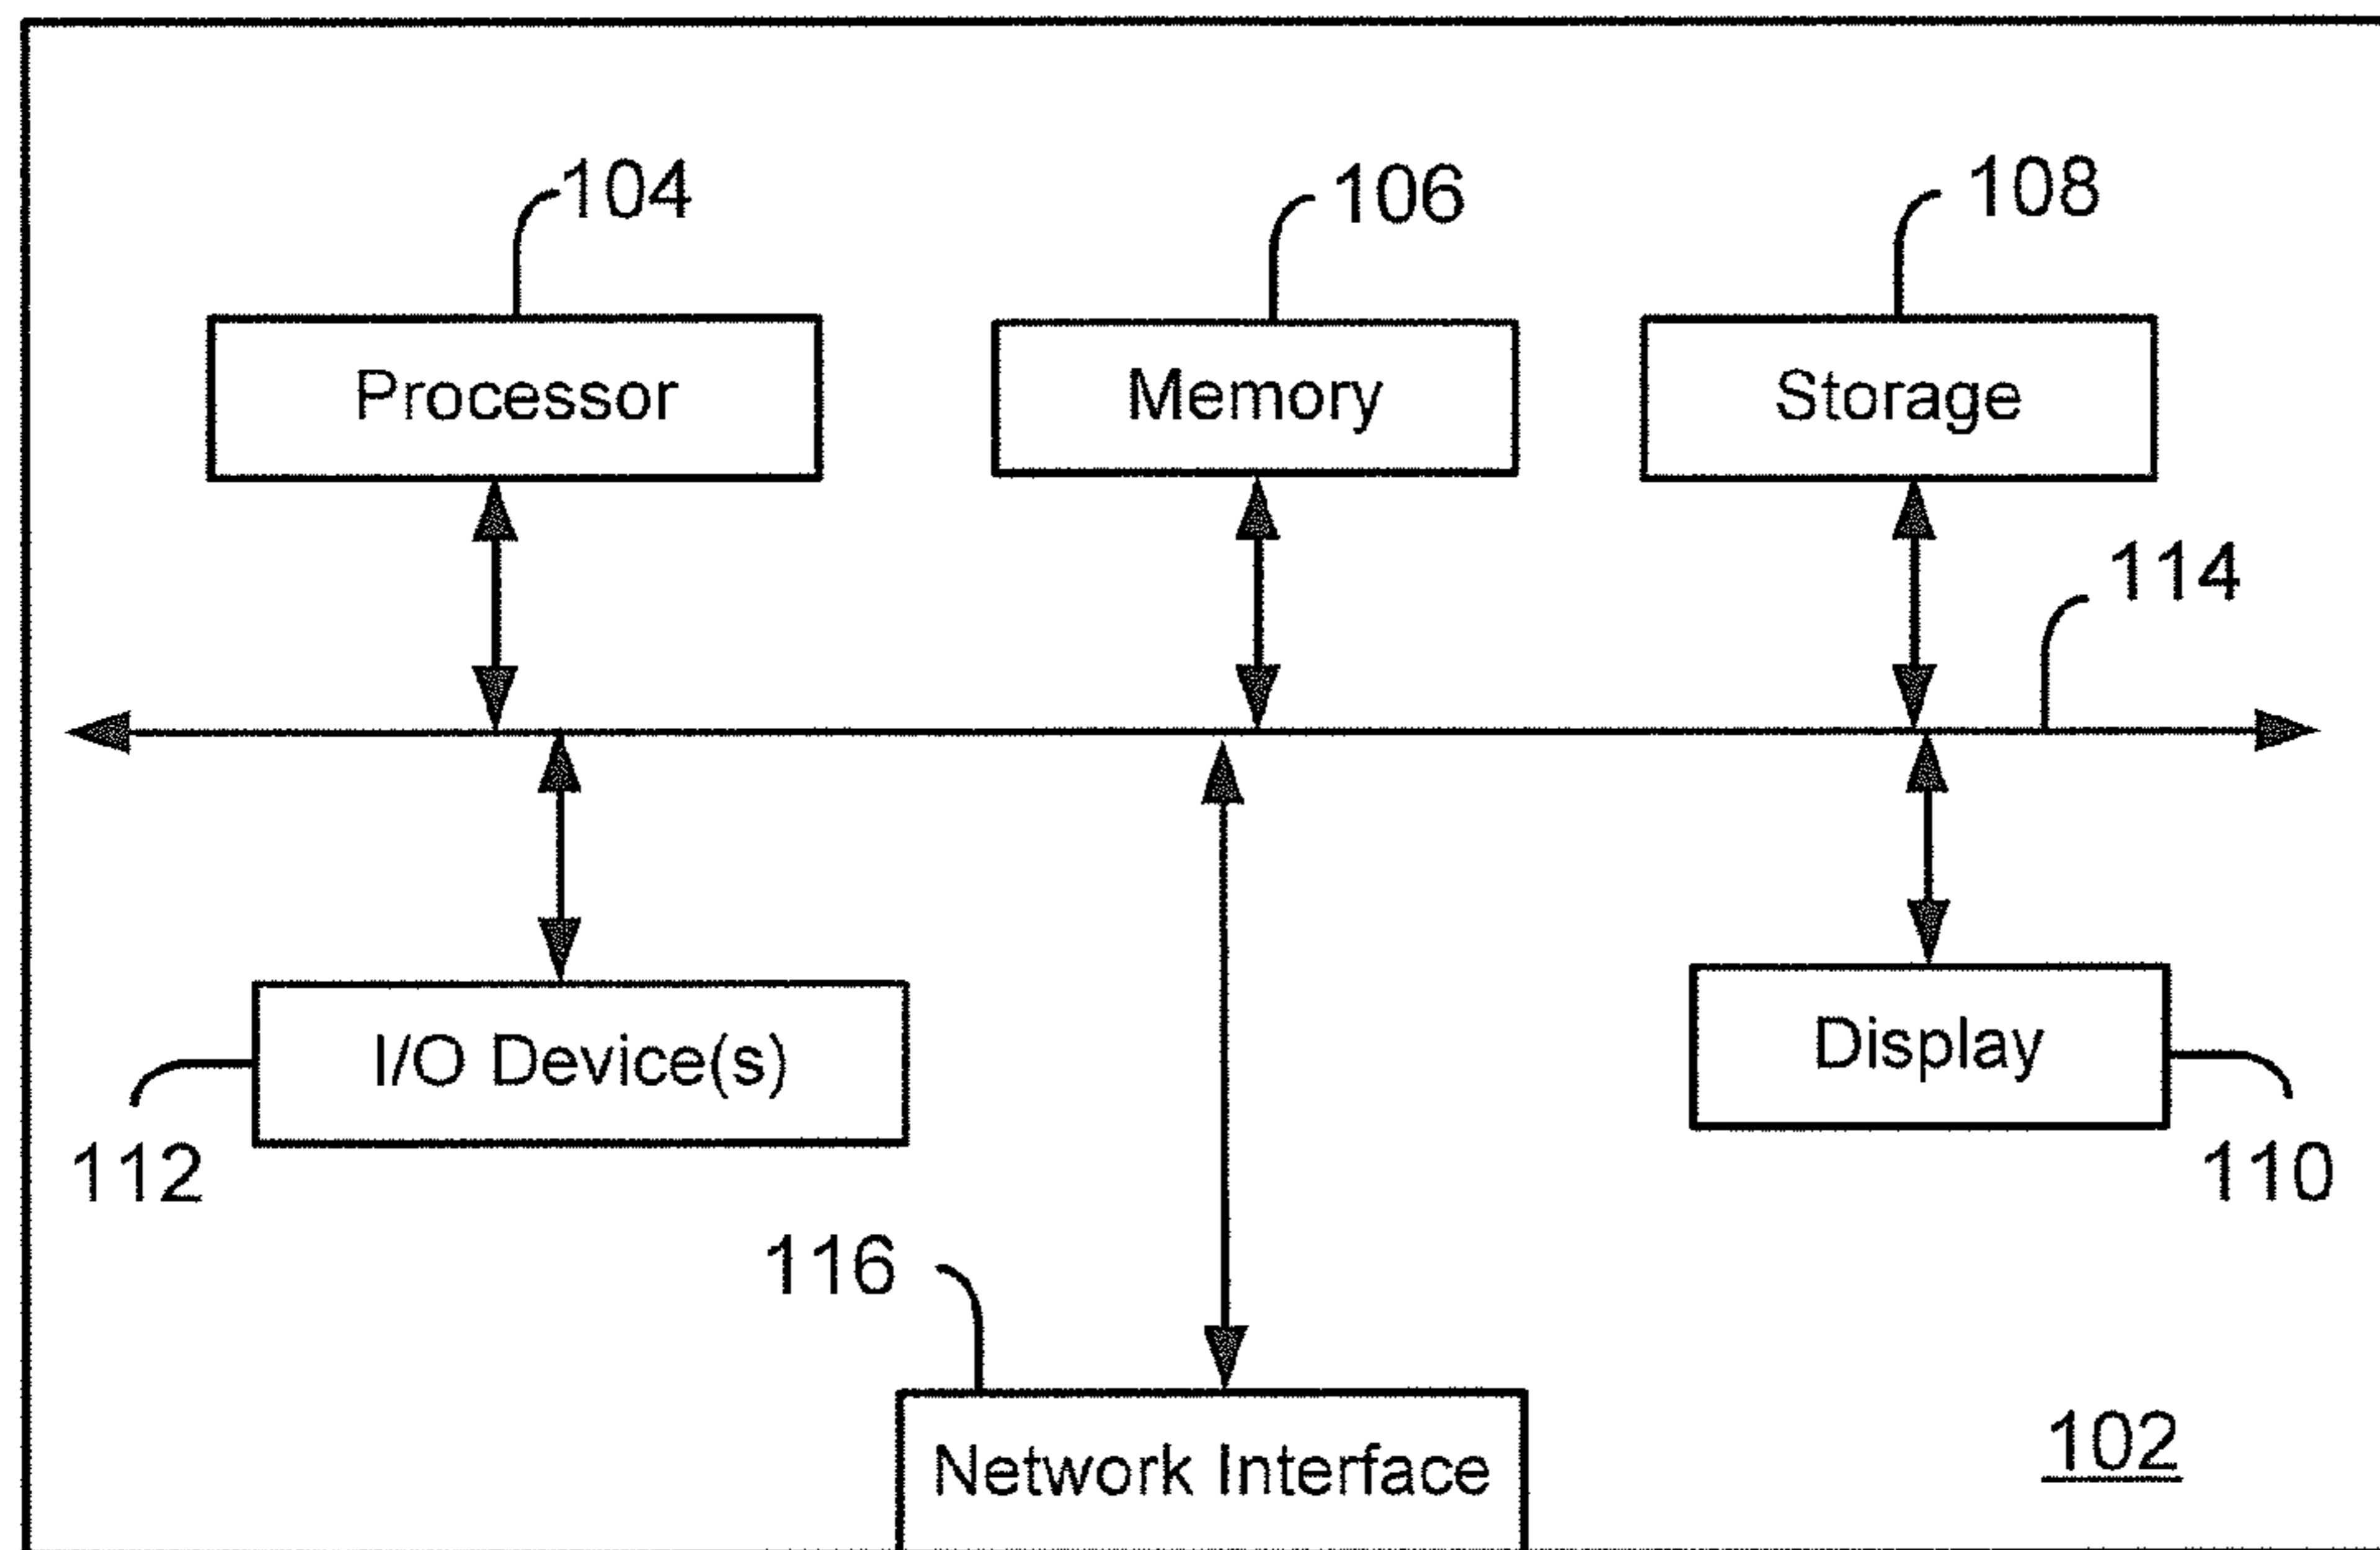 104
106
108
Processor
Memory
Storage
114
I/O Device(s)
Display
112
110
116
102
Network Interface